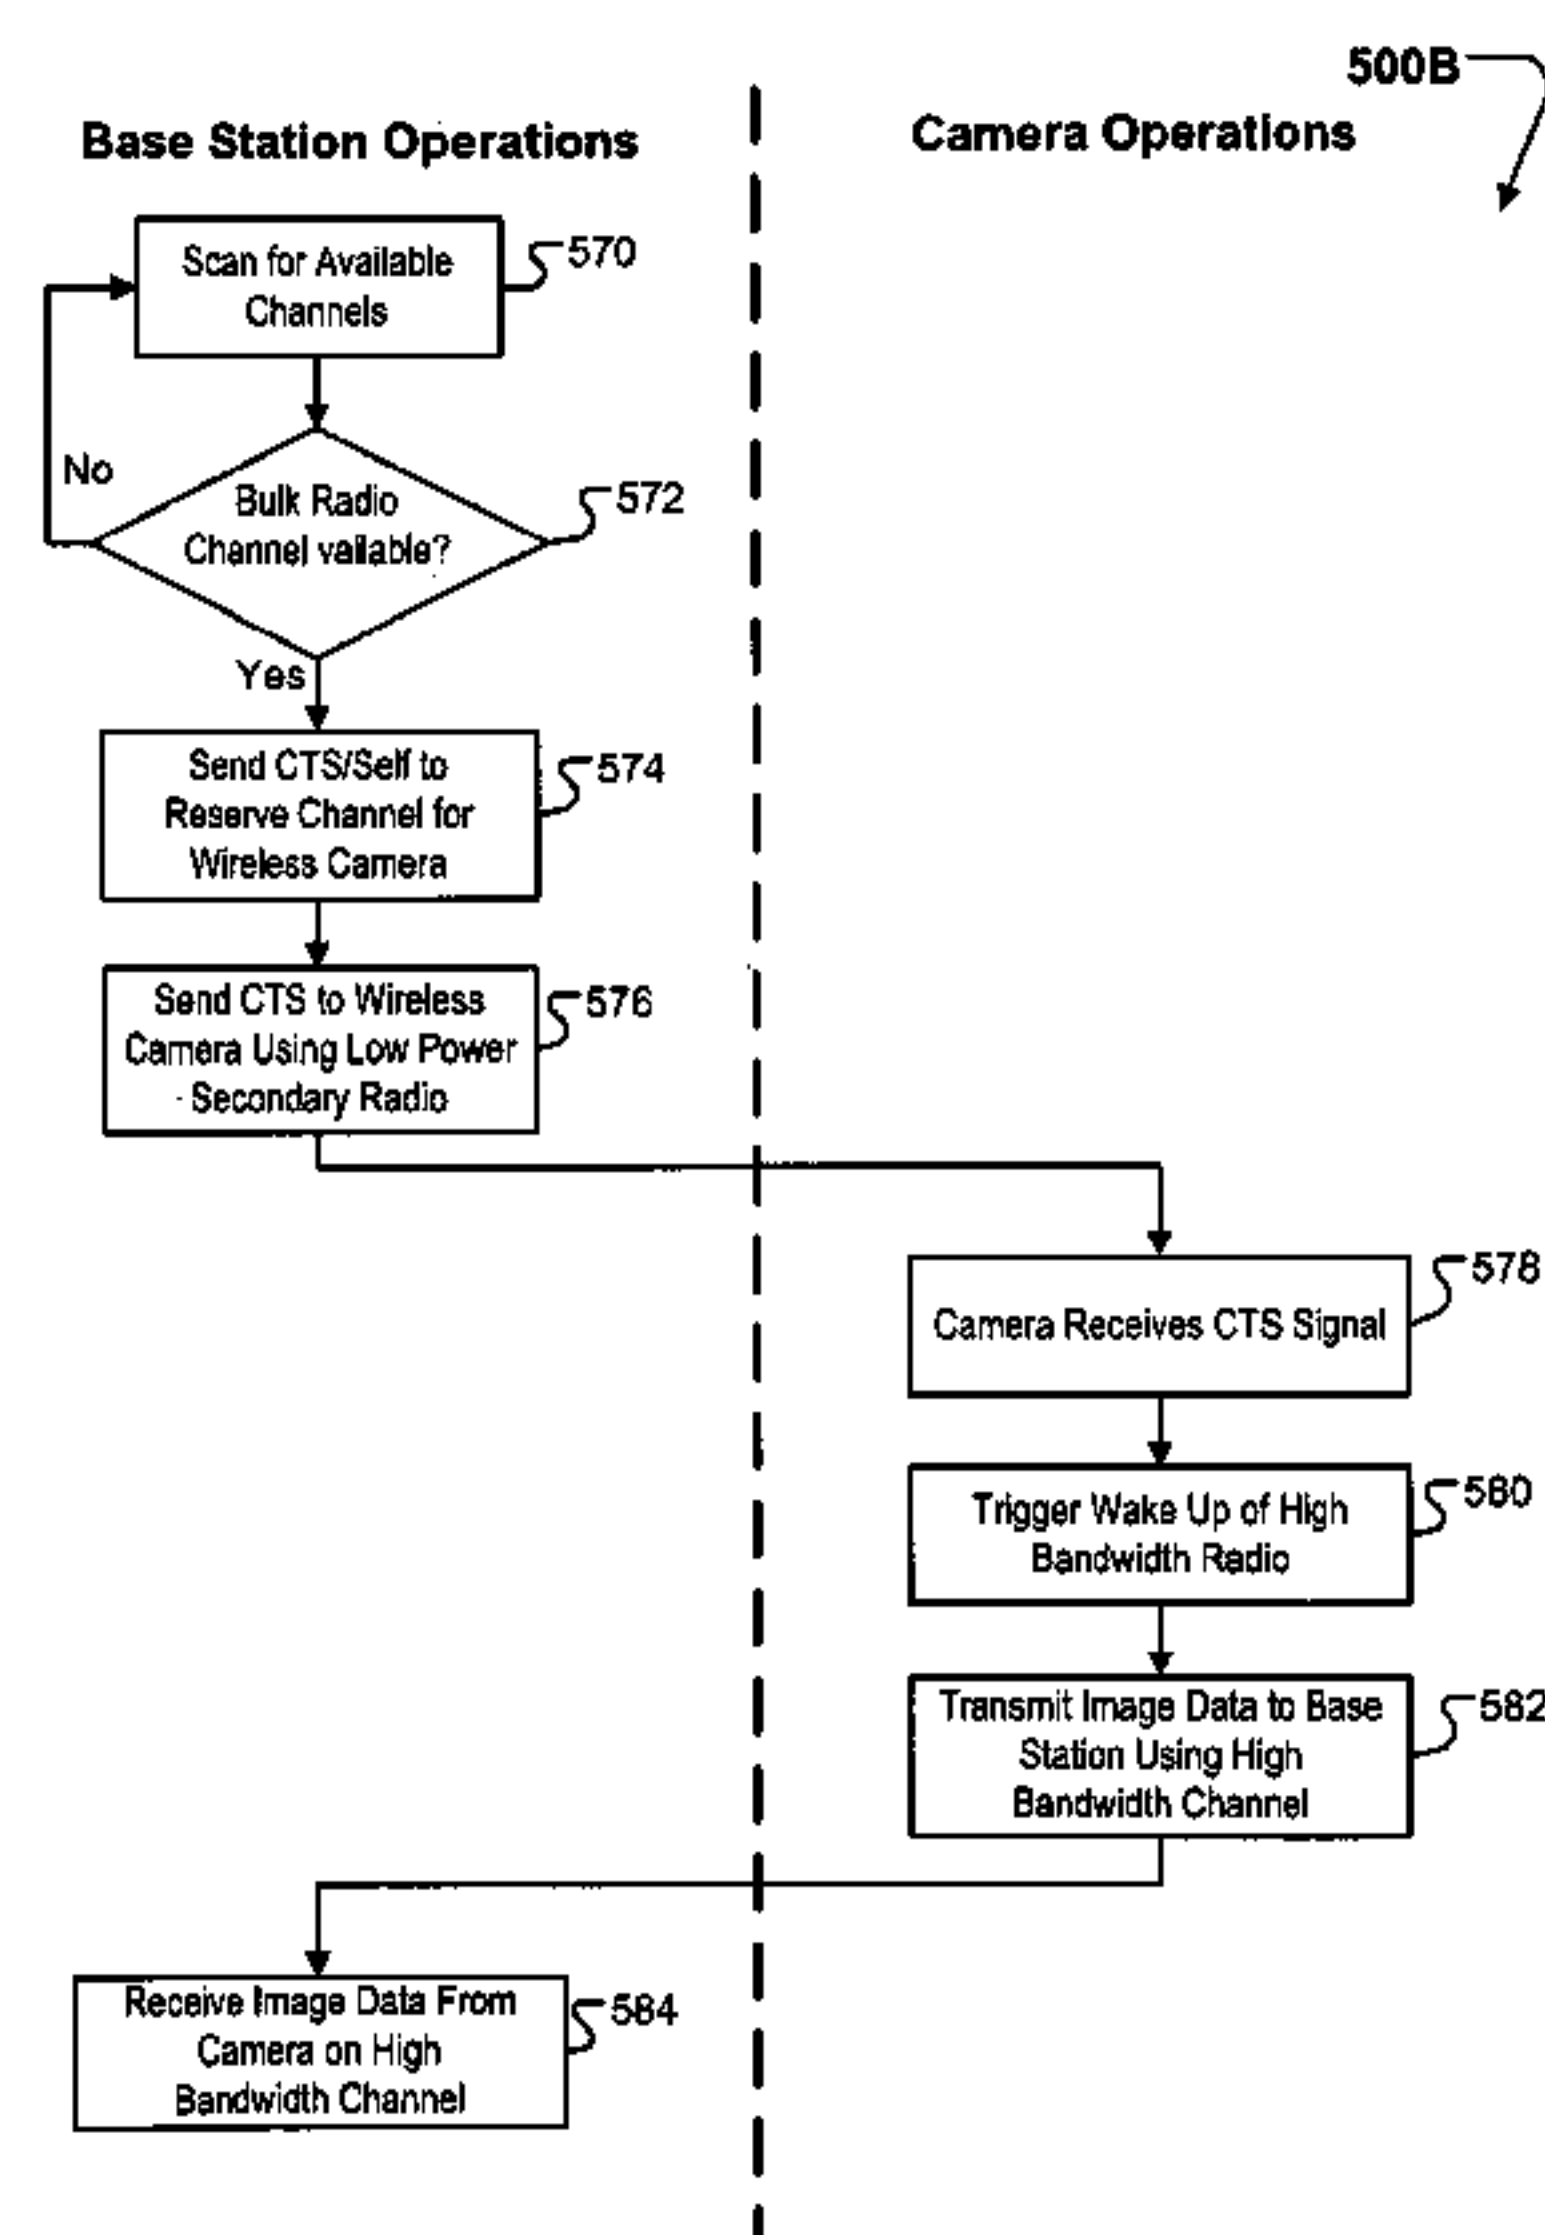 500B
Base Station Operations
Camera Operations
Scan for Available
Channels
570
No
Bulk Radio
Channel vailable?
572
Yes
Send CTS/Self to
Reserve Channel for
Wireless Camera
574
Send CTS to Wireless
Camera Using Low Power
Secondary Radio
576
Camera Receives CTS Signal
578
Trigger Wake Up of High
Bandwidth Radio
580
Transmit Image Data to Base
Station Using High
Bandwidth Channel
582
Receive Image Data From
Camera on High
Bandwidth Channel
584